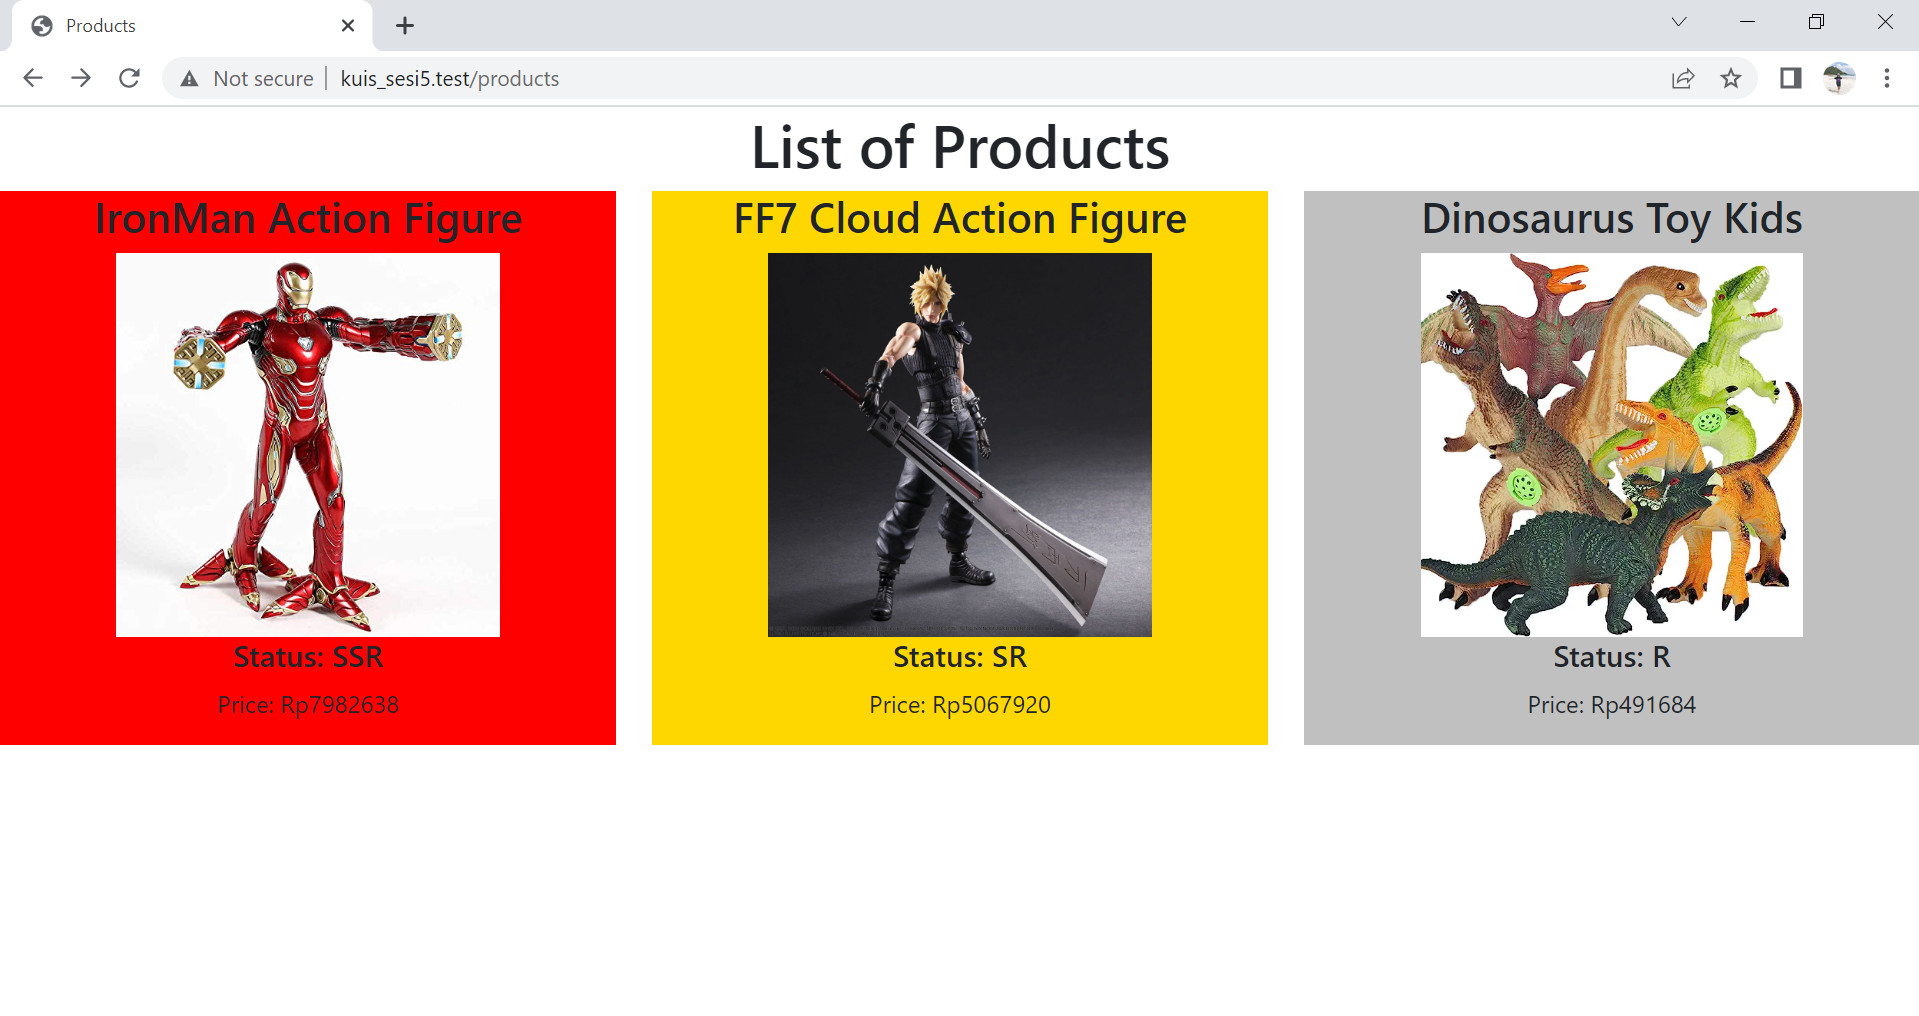 Products
Not secure
kuis_sesi5.test/products
List of Products
IronMan Action Figure
Status: SSR
Price: Rp7982638
FF7 Cloud Action Figure
Status: SR
Price: Rp5067920
Dinosaurus Toy Kids
Status: R
Price: Rp491684